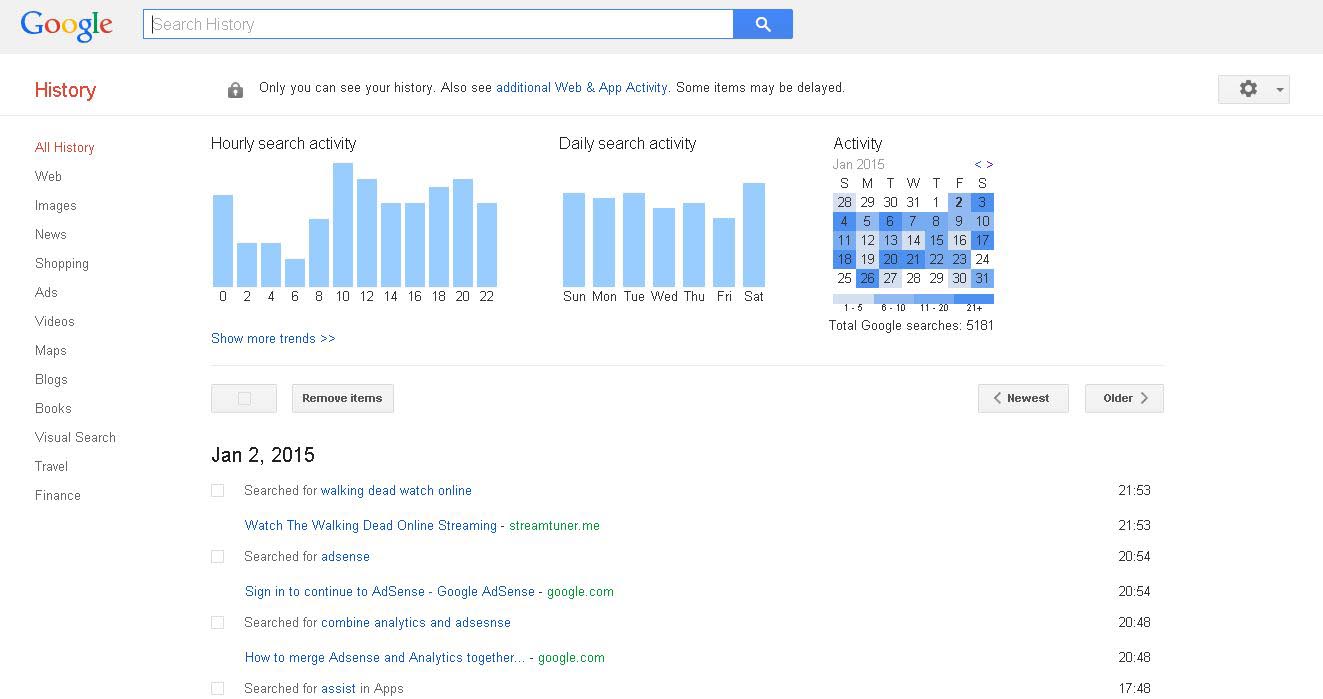 Google
Search History
History
Only you can see your history. Also see additional Web & App Activity. Some items may be delayed.
All History
Web
Images
News
Shopping
Ads
Videos
Maps
Blogs
Books
Visual Search
Travel
Finance
Hourly search activity
0 2 4 6 8 10 12 14 16 18 20 22
Daily search activity
Sun Mon Tue Wed Thu Fri Sat
Activity
Jan 2015 < >
S M T W T F S
28 29 30 31 1 2 3
4 5 6 7 8 9 10
11 12 13 14 15 16 17
18 19 20 21 22 23 24
25 26 27 28 29 30 31
1 - 5 6 - 10 11 - 20 21+
Total Google searches: 5181
Show more trends >>
Remove items
Newest
Older
Jan 2, 2015
Searched for walking dead watch online 21:53
Watch The Walking Dead Online Streaming - streamtuner.me 21:53
Searched for adsense 20:54
Sign in to continue to AdSense - Google AdSense - google.com 20:54
Searched for combine analytics and adsesnse 20:48
How to merge Adsense and Analytics together... - google.com 20:48
Searched for assist in Apps 17:48